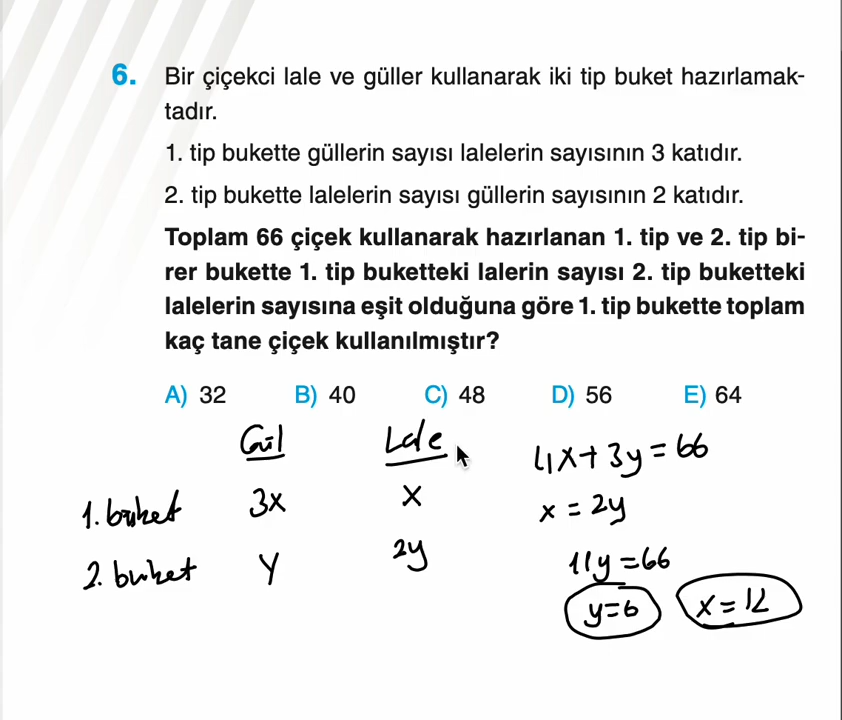 6. Bir çiçekci lale ve güller kullanarak iki tip buket hazırlamak-
tadır.
1. tip bukette güllerin sayısı lalelerin sayısının 3 katıdır.
2. tip bukette lalelerin sayısı güllerin sayısının 2 katıdır.
Toplam 66 çiçek kullanarak hazırlanan 1. tip ve 2. tip bi-
rer bukette 1. tip buketteki lalerin sayısı 2. tip buketteki
lalelerin sayısına eşit olduğuna göre 1. tip bukette toplam
kaç tane çiçek kullanılmıştır?
A) 32 B) 40 C) 48 D) 56 E) 64
Gül Lale
1. buket 3x x
2. buket y 2y
4x+3y=66
x=2y
11y=66
y=6 x=12